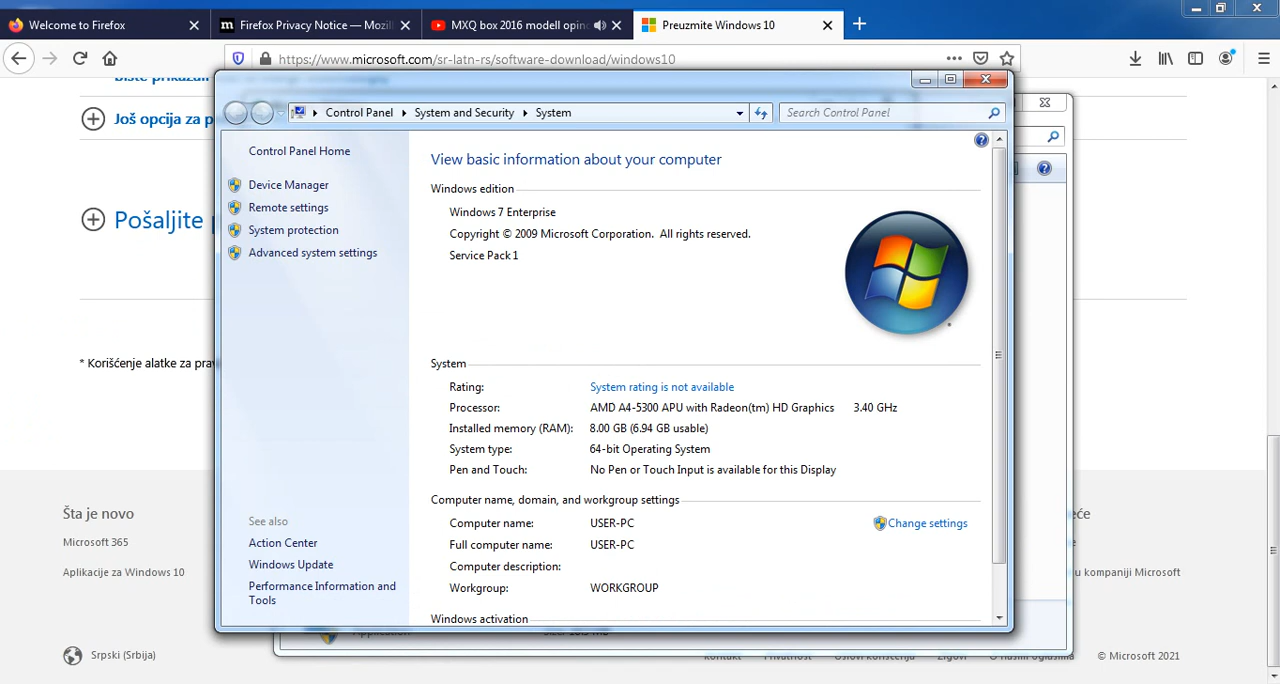 Welcome to Firefox
Firefox Privacy Notice — Mozil
MXQ box 2016 modell opin
Preuzmite Windows 10
https://www.microsoft.com/sr-latn-rs/software-download/windows10
Još opcija za p
Pošaljite
* Korišćenje alatke za prav
Control Panel
System and Security
System
Search Control Panel
Control Panel Home
Device Manager
Remote settings
System protection
Advanced system settings
See also
Action Center
Windows Update
Performance Information and
Tools
View basic information about your computer
Windows edition
Windows 7 Enterprise
Copyright © 2009 Microsoft Corporation. All rights reserved.
Service Pack 1
System
Rating: System rating is not available
Processor: AMD A4-5300 APU with Radeon(tm) HD Graphics 3.40 GHz
Installed memory (RAM): 8.00 GB (6.94 GB usable)
System type: 64-bit Operating System
Pen and Touch: No Pen or Touch Input is available for this Display
Computer name, domain, and workgroup settings
Computer name: USER-PC
Change settings
Full computer name: USER-PC
Computer description:
Workgroup: WORKGROUP
Windows activation
Šta je novo
Microsoft 365
Aplikacije za Windows 10
u kompaniji Microsoft
Srpski (Srbija)
© Microsoft 2021